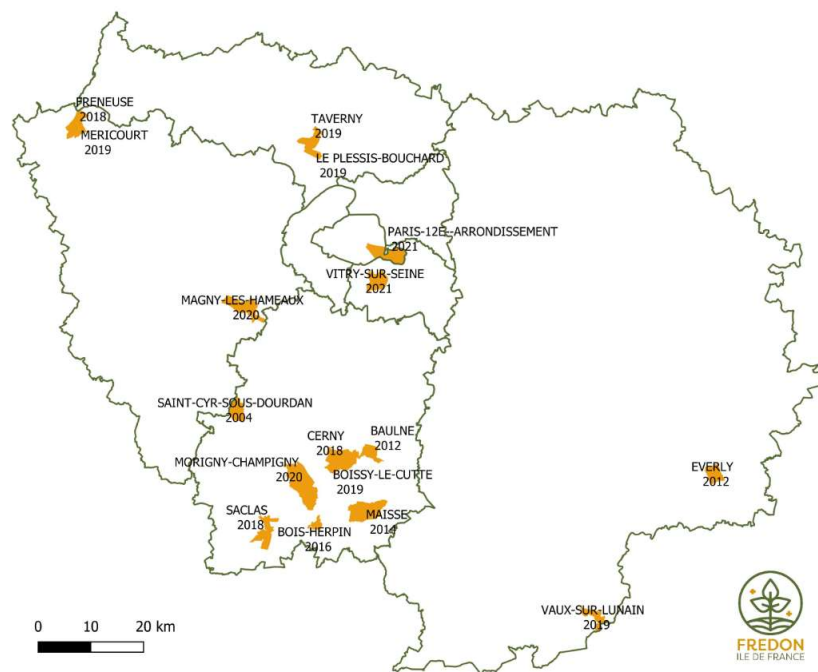 FRENEUSE
2018
MERICOURT
2019
TAVERNY
2019
LE PLESSIS-BOUCHARD
2019
PARIS-12E--ARRONDISSEMENT
2021
VITRY-SUR-SEINE
2021
MAGNY-LES-HAMEAUX
2020
SAINT-CYR-SOUS-DOURDAN
2004
BAULNE
2012
CERNY
2018
MORIGNY-CHAMPIGNY
2020
BOISSY-LE-CUTTE
2019
EVERLY
2012
SACLAS
2018
MAISSE
2014
BOIS-HERPIN
2016
VAUX-SUR-LUNAIN
2019
0 10 20 km
FREDON
ILE DE FRANCE